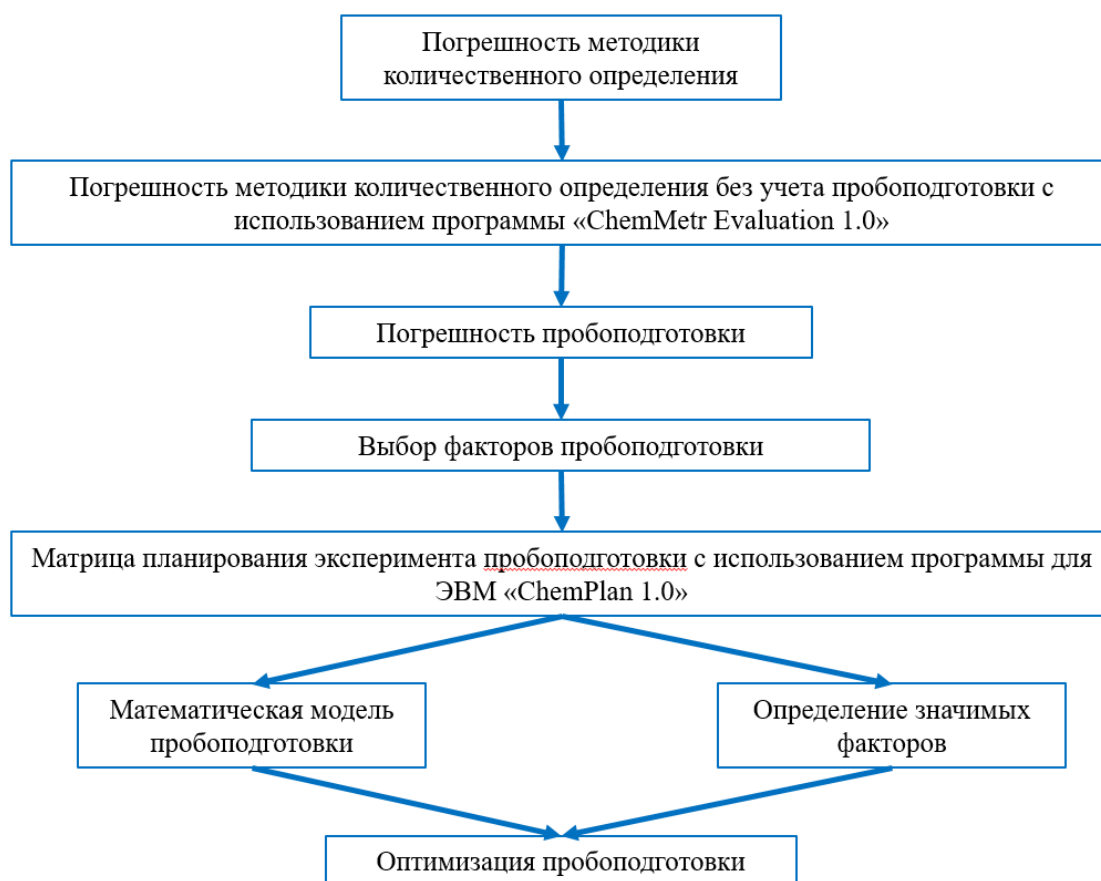 Погрешность методики
количественного определения
Погрешность методики количественного определения без учета пробоподготовки с
использованием программы «ChemMetr Evaluation 1.0»
Погрешность пробоподготовки
Выбор факторов пробоподготовки
Матрица планирования эксперимента пробоподготовки с использованием программы для
ЭВМ «ChemPlan 1.0»
Математическая модель
пробоподготовки
Определение значимых
факторов
Оптимизация пробоподготовки